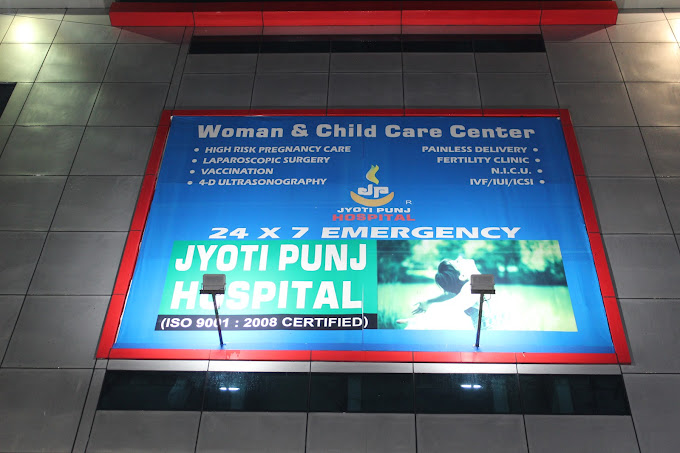 Woman & Child Care Center
• HIGH RISK PREGNANCY CARE
• LAPAROSCOPIC SURGERY
• VACCINATION
• 4-D ULTRASONOGRAPHY
PAINLESS DELIVERY •
FERTILITY CLINIC •
N.I.C.U. •
IVF/IUI/ICSI •
JP
R
JYOTI PUNJ
HOSPITAL
24 X 7 EMERGENCY
JYOTI PUNJ
HOSPITAL
(ISO 9001 : 2008 CERTIFIED)